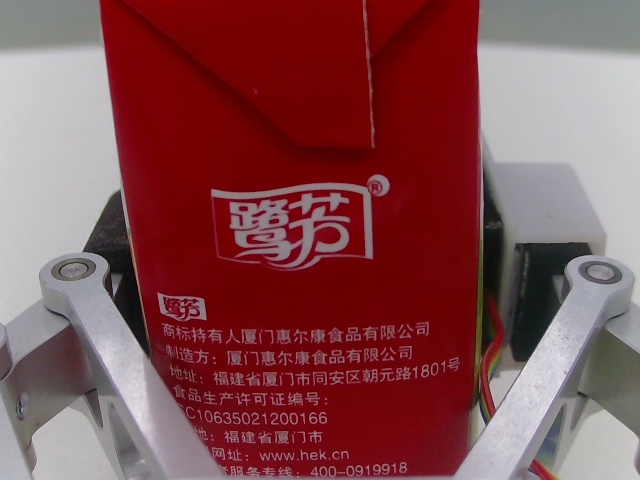 鹭芳®
鹭芳
商标持有人厦门惠尔康食品有限公司
制造方：厦门惠尔康食品有限公司
地址：福建省厦门市同安区朝元路1801号
食品生产许可证编号：
C10635021200166
地：福建省厦门市
网址：www.hek.cn
服务专线：400-0919918